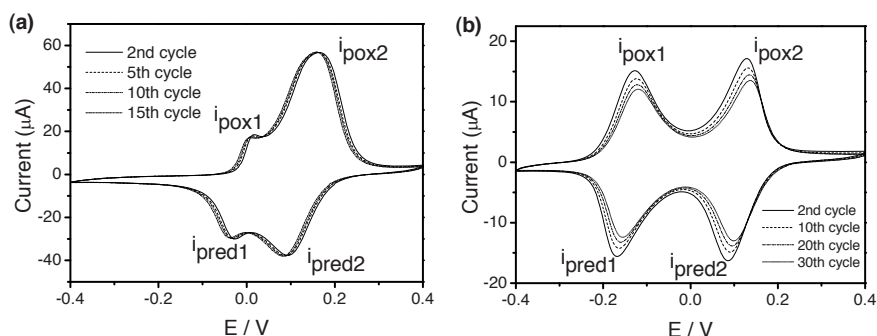 (a)
60
40
20
0
-20
-40
Current (μA)
2nd cycle
5th cycle
10th cycle
15th cycle
ipox1
ipox2
ipred1
ipred2
-0.4 -0.2 0.0 0.2 0.4
E / V
(b)
20
10
0
-10
-20
Current (μA)
ipox1
ipox2
ipred1
ipred2
2nd cycle
10th cycle
20th cycle
30th cycle
-0.4 -0.2 0.0 0.2 0.4
E / V